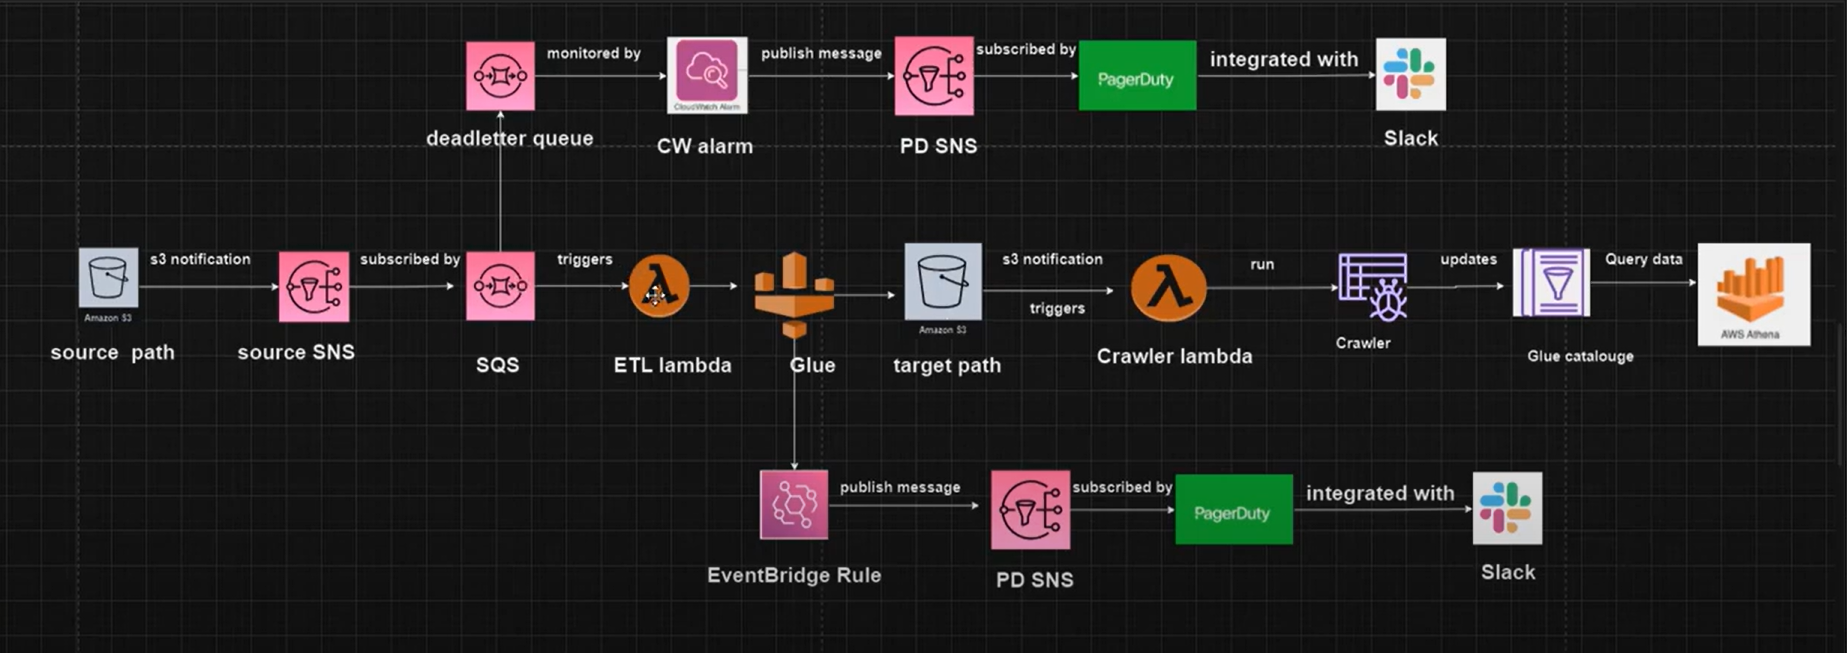 monitored by
publish message
subscribed by
integrated with
PagerDuty
CloudWatch Alarm
deadletter queue
CW alarm
PD SNS
Slack
s3 notification
subscribed by
triggers
s3 notification
triggers
run
updates
Query data
Amazon S3
Amazon S3
AWS Athena
source path
source SNS
SQS
ETL lambda
Glue
target path
Crawler lambda
Crawler
Glue catalouge
publish message
subscribed by
integrated with
PagerDuty
EventBridge Rule
PD SNS
Slack